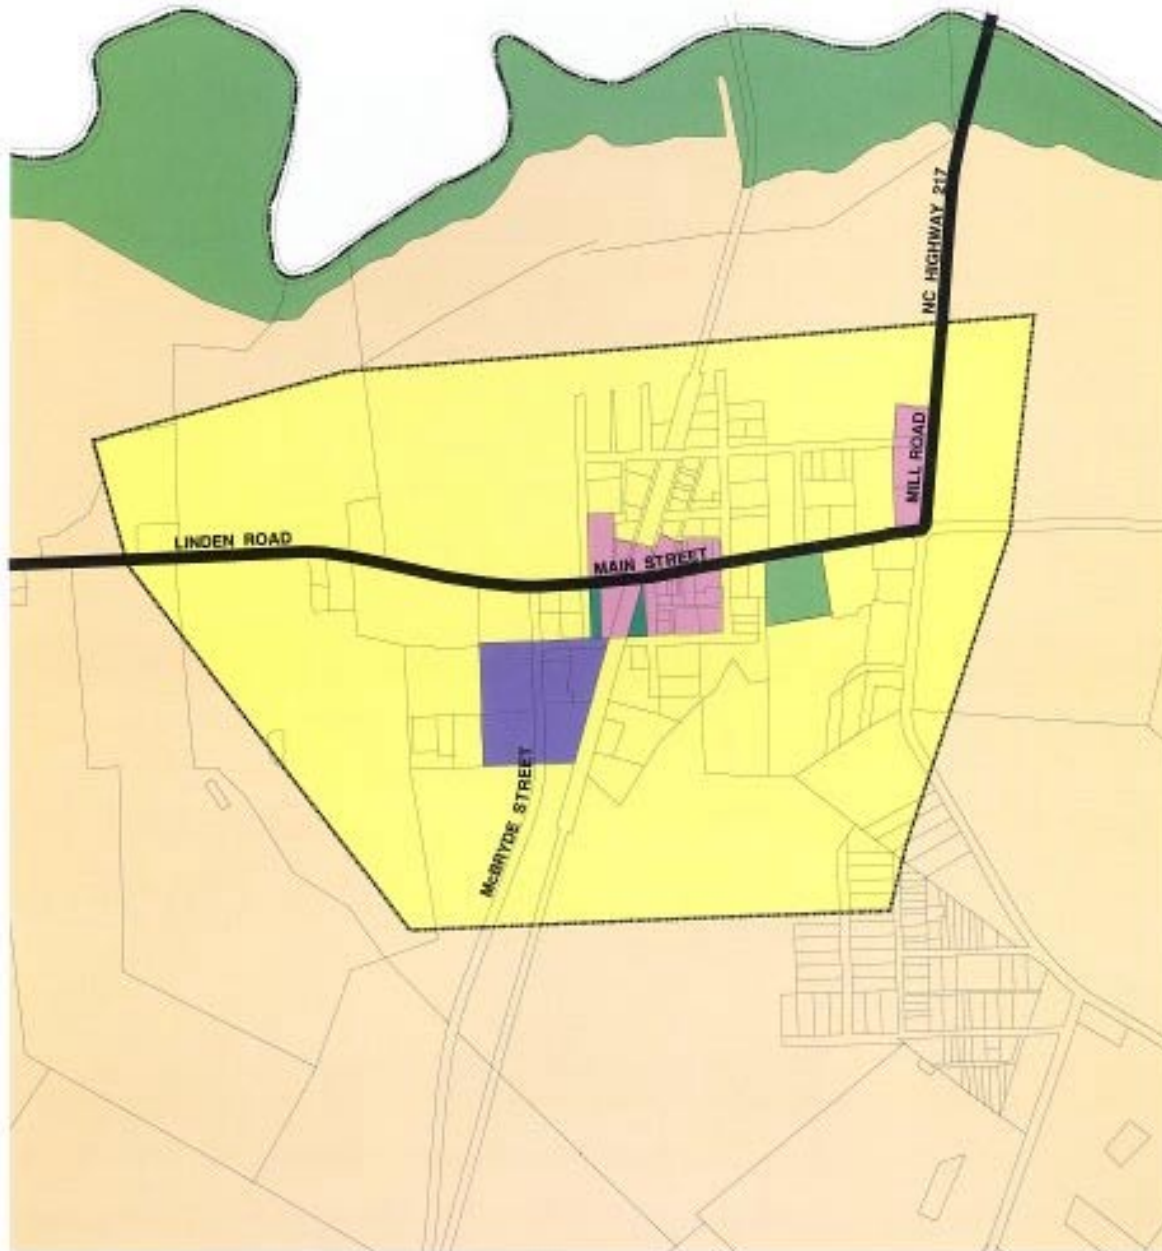 NC HIGHWAY 217
MILL ROAD
LINDEN ROAD
MAIN STREET
McBRYDE STREET